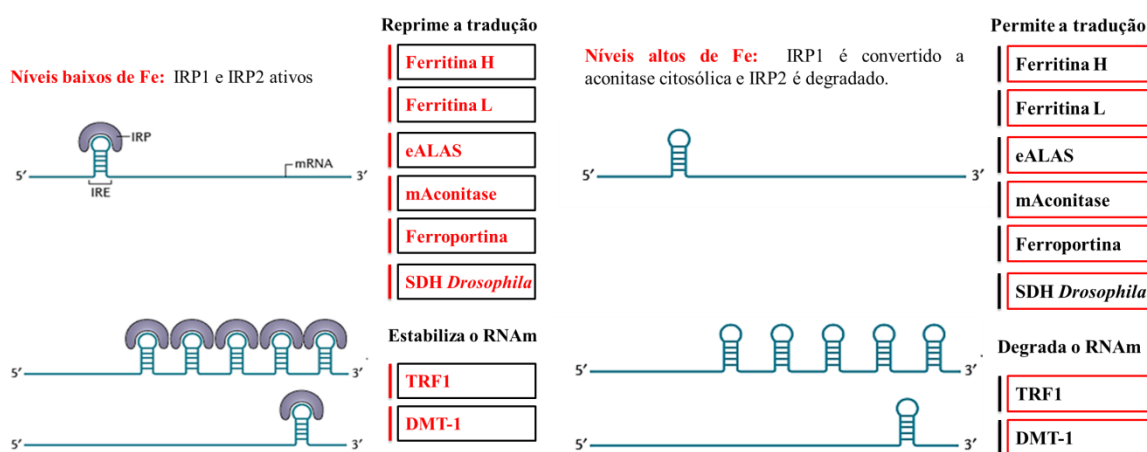 Reprime a tradução
Níveis baixos de Fe: IRP1 e IRP2 ativos
Ferritina H
Ferritina L
eALAS
mAconitase
Ferroportina
SDH Drosophila
IRP
mRNA
5′
3′
IRE
Estabiliza o RNAm
TRF1
DMT-1
5′
3′
5′
3′
Permite a tradução
Níveis altos de Fe: IRP1 é convertido a
aconitase citosólica e IRP2 é degradado.
Ferritina H
Ferritina L
eALAS
mAconitase
Ferroportina
SDH Drosophila
5′
3′
Degrada o RNAm
TRF1
DMT-1
5′
3′
5′
3′